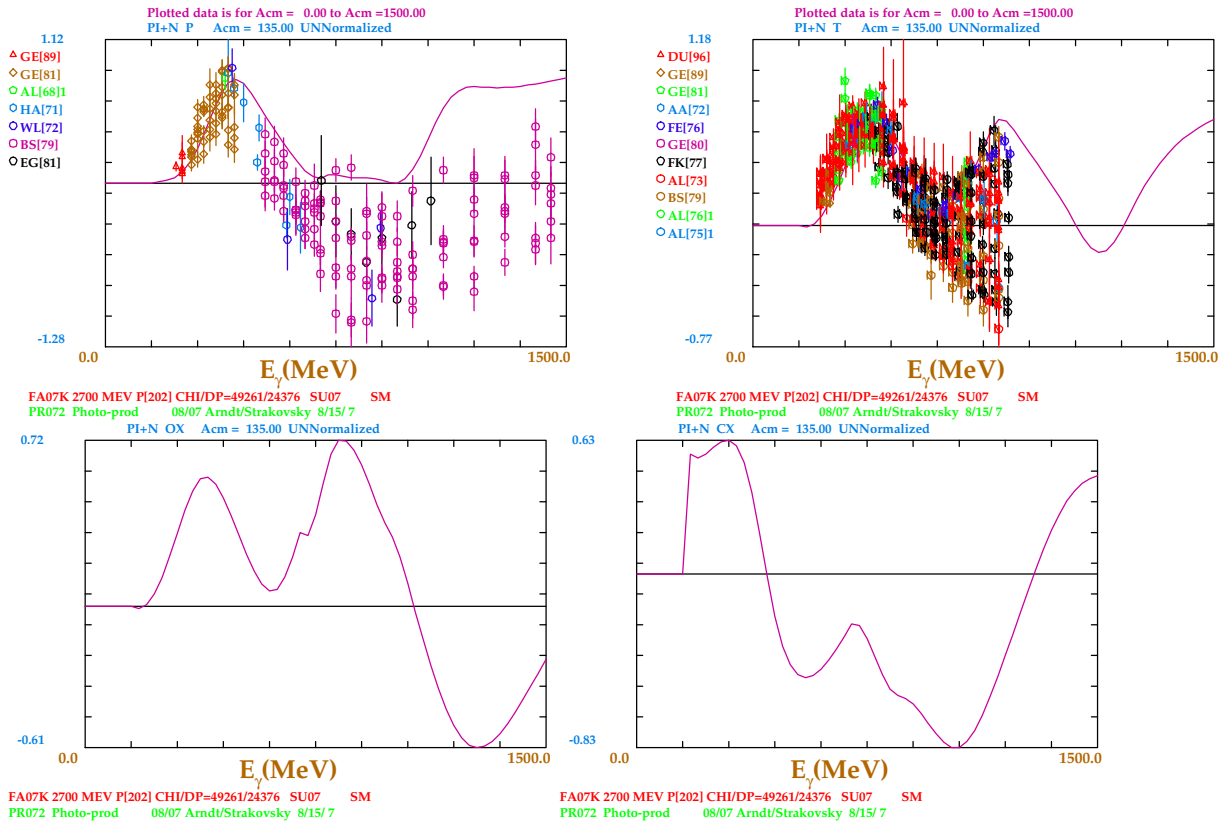 Plotted data is for Acm = 0.00 to Acm =1500.00
PI+N P Acm = 135.00 UNNormalized
1.12
GE[89]
GE[81]
AL[68]1
HA[71]
WL[72]
BS[79]
EG[81]
-1.28
0.0
1500.0
Eγ(MeV)
FA07K 2700 MEV P[202] CHI/DP=49261/24376 SU07 SM
PR072 Photo-prod 08/07 Arndt/Strakovsky 8/15/ 7
Plotted data is for Acm = 0.00 to Acm =1500.00
PI+N T Acm = 135.00 UNNormalized
1.18
DU[96]
GE[89]
GE[81]
AA[72]
FE[76]
GE[80]
FK[77]
AL[73]
BS[79]
AL[76]1
AL[75]1
-0.77
0.0
1500.0
Eγ(MeV)
FA07K 2700 MEV P[202] CHI/DP=49261/24376 SU07 SM
PR072 Photo-prod 08/07 Arndt/Strakovsky 8/15/ 7
PI+N OX Acm = 135.00 UNNormalized
0.72
-0.61
0.0
1500.0
Eγ(MeV)
FA07K 2700 MEV P[202] CHI/DP=49261/24376 SU07 SM
PR072 Photo-prod 08/07 Arndt/Strakovsky 8/15/ 7
PI+N CX Acm = 135.00 UNNormalized
0.63
-0.83
0.0
1500.0
Eγ(MeV)
FA07K 2700 MEV P[202] CHI/DP=49261/24376 SU07 SM
PR072 Photo-prod 08/07 Arndt/Strakovsky 8/15/ 7